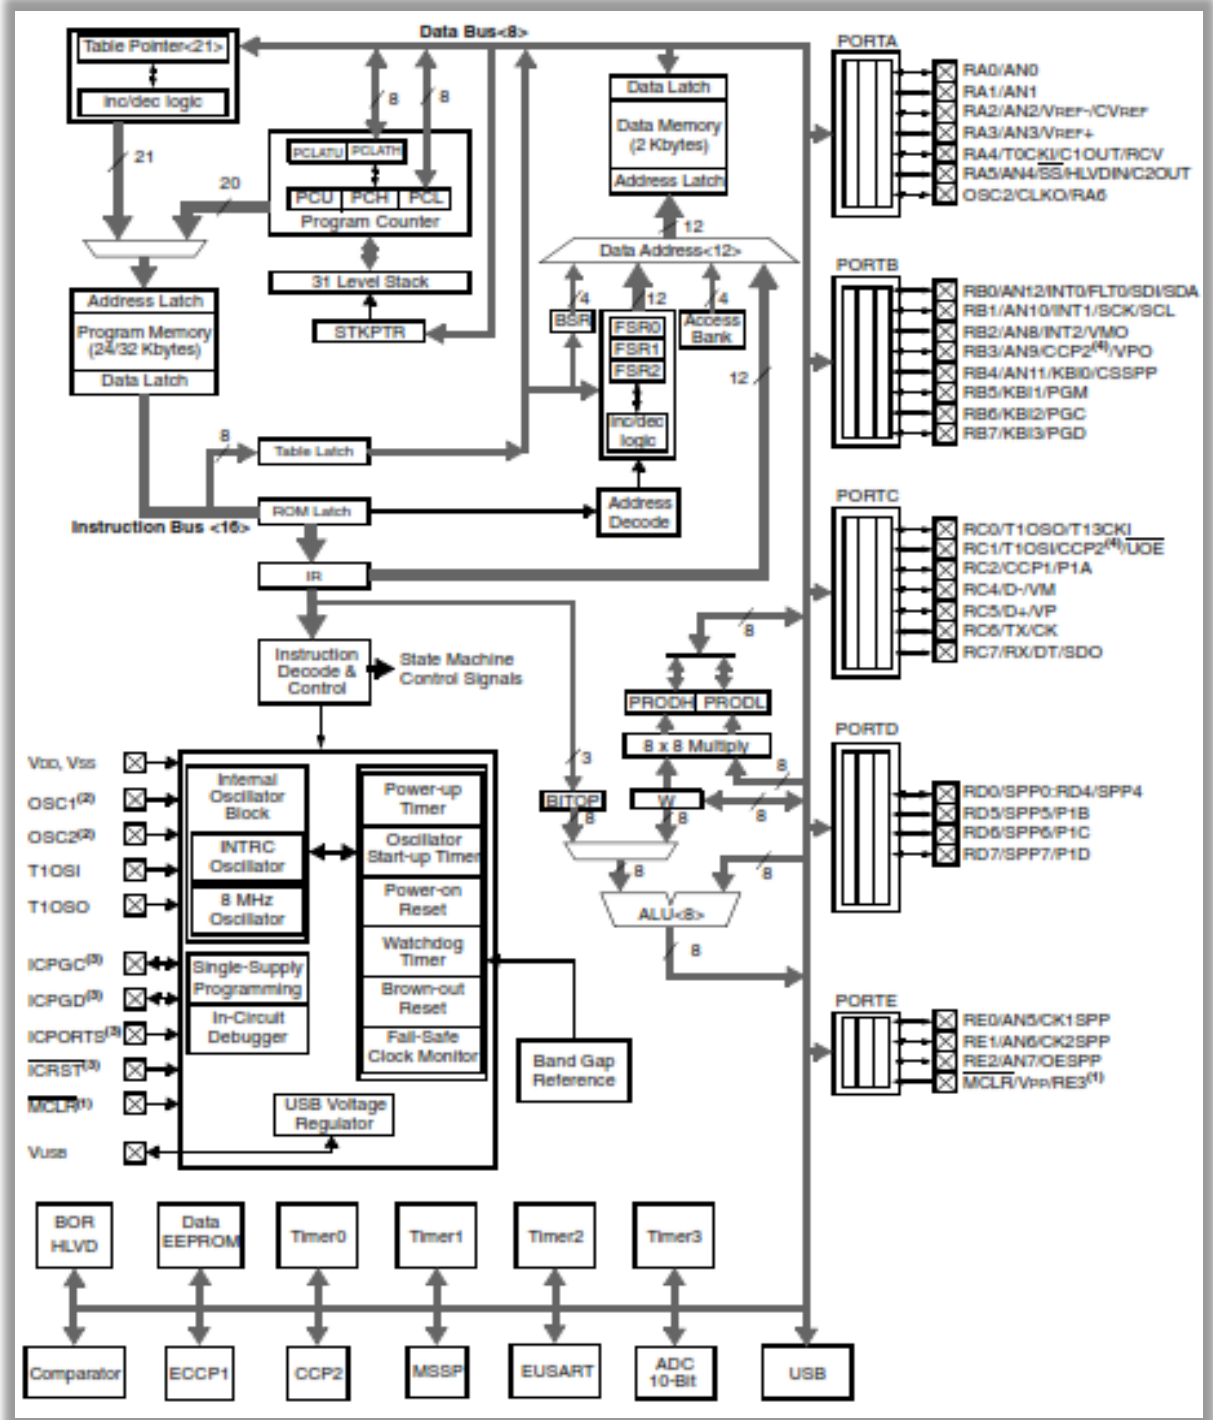 Data Bus<8>
Table Pointer<21>
inc/dec logic
21
20
8
8
PCLATU
PCLATH
PCU
PCH
PCL
Program Counter
31 Level Stack
STKPTR
Address Latch
Program Memory
(24/32 Kbytes)
Data Latch
8
Table Latch
ROM Latch
Instruction Bus <16>
IR
Instruction
Decode &
Control
State Machine
Control Signals
Data Latch
Data Memory
(2 Kbytes)
Address Latch
12
Data Address<12>
4
12
4
BSR
FSR0
FSR1
FSR2
inc/dec
logic
Access
Bank
12
Address
Decode
8
PRODH
PRODL
8 x 8 Multiply
3
8
BITOP
W
8
8
8
8
8
ALU<8>
8
VDD, VSS
OSC1(2)
OSC2(2)
T1OSI
T1OSO
ICPGC(3)
ICPGD(3)
ICPORTS(3)
ICRST(3)
MCLR(1)
VUSB
Internal
Oscillator
Block
INTRC
Oscillator
8 MHz
Oscillator
Single-Supply
Programming
In-Circuit
Debugger
Power-up
Timer
Oscillator
Start-up Timer
Power-on
Reset
Watchdog
Timer
Brown-out
Reset
Fail-Safe
Clock Monitor
USB Voltage
Regulator
Band Gap
Reference
PORTA
RA0/AN0
RA1/AN1
RA2/AN2/VREF-/CVREF
RA3/AN3/VREF+
RA4/T0CKI/C1OUT/RCV
RA5/AN4/SS/HLVDIN/C2OUT
OSC2/CLKO/RA6
PORTB
RB0/AN12/INT0/FLT0/SDI/SDA
RB1/AN10/INT1/SCK/SCL
RB2/AN8/INT2/VMO
RB3/AN9/CCP2(4)/VPO
RB4/AN11/KBI0/CSSPP
RB5/KBI1/PGM
RB6/KBI2/PGC
RB7/KBI3/PGD
PORTC
RC0/T1OSO/T13CKI
RC1/T1OSI/CCP2(4)/UOE
RC2/CCP1/P1A
RC4/D-/VM
RC5/D+/VP
RC6/TX/CK
RC7/RX/DT/SDO
PORTD
RD0/SPP0:RD4/SPP4
RD5/SPP5/P1B
RD6/SPP6/P1C
RD7/SPP7/P1D
PORTE
RE0/AN5/CK1SPP
RE1/AN6/CK2SPP
RE2/AN7/OESPP
MCLR/VPP/RE3(1)
BOR
HLVD
Data
EEPROM
Timer0
Timer1
Timer2
Timer3
Comparator
ECCP1
CCP2
MSSP
EUSART
ADC
10-Bit
USB